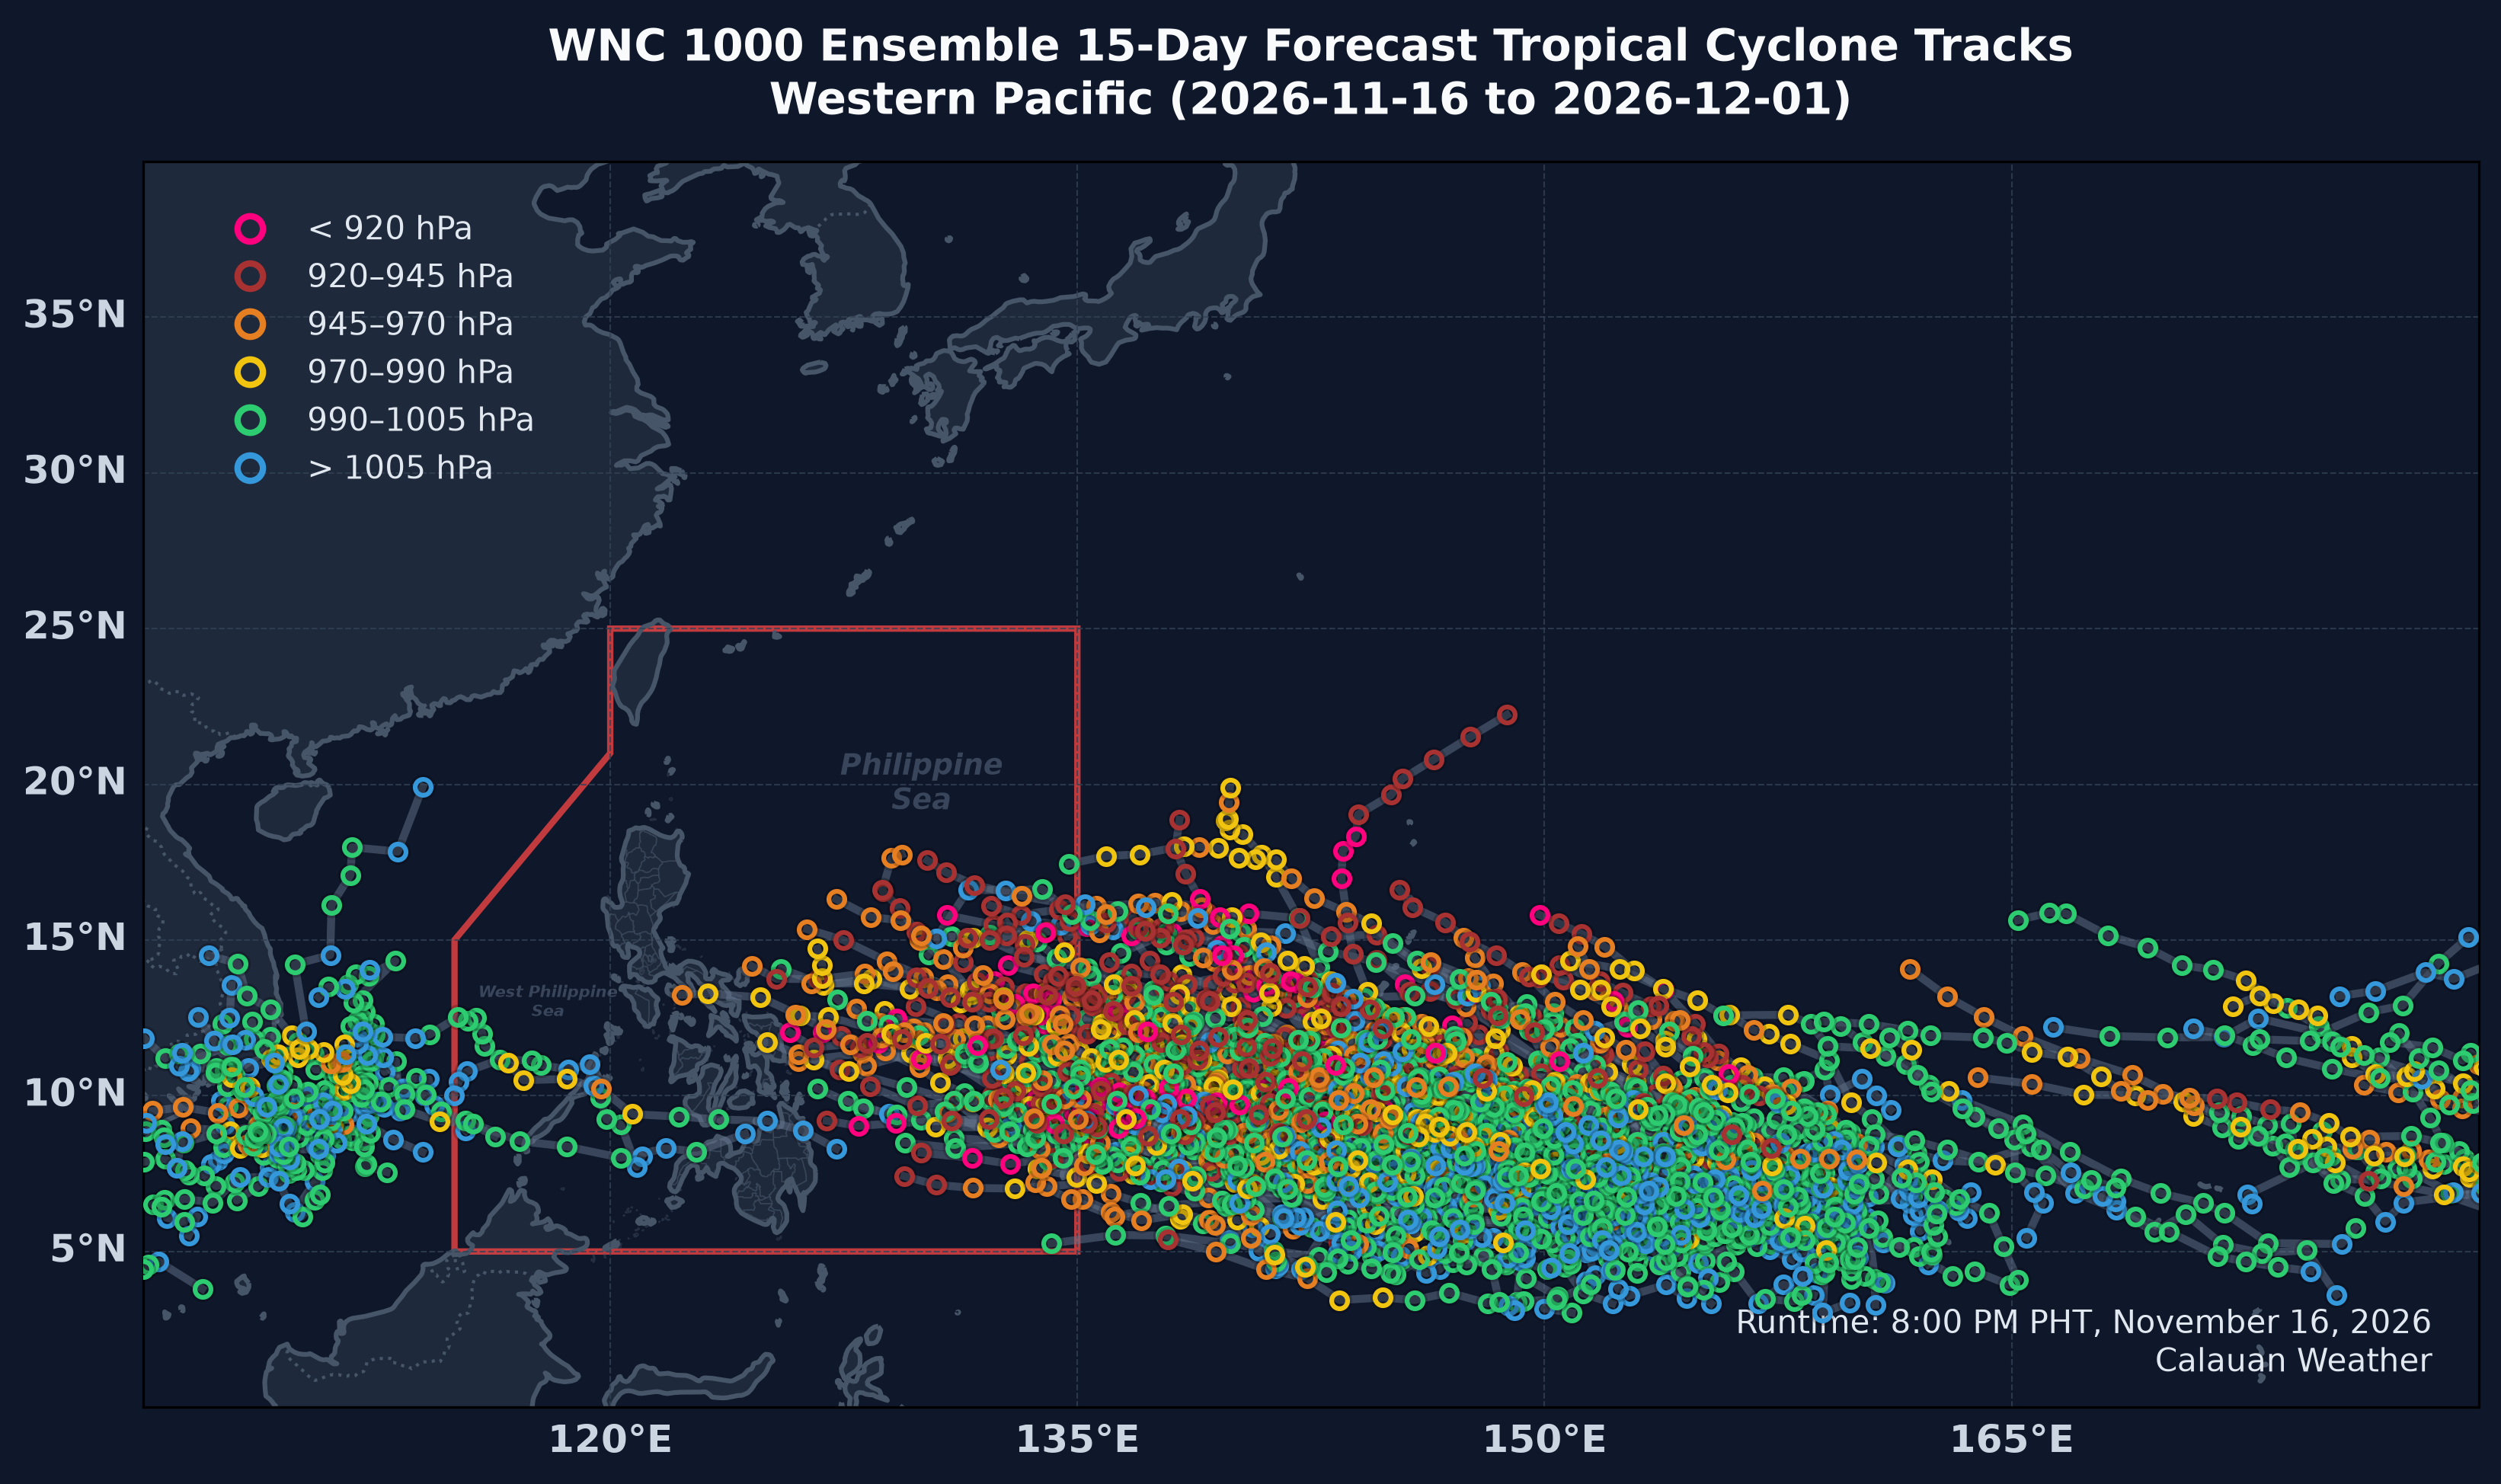 WNC 1000 Ensemble 15-Day Forecast Tropical Cyclone Tracks
Western Pacific (2026-11-16 to 2026-12-01)
< 920 hPa
920–945 hPa
945–970 hPa
970–990 hPa
990–1005 hPa
> 1005 hPa
35°N
30°N
25°N
20°N
15°N
10°N
5°N
Philippine
Sea
West Philippine
Sea
Runtime: 8:00 PM PHT, November 16, 2026
Calauan Weather
120°E
135°E
150°E
165°E